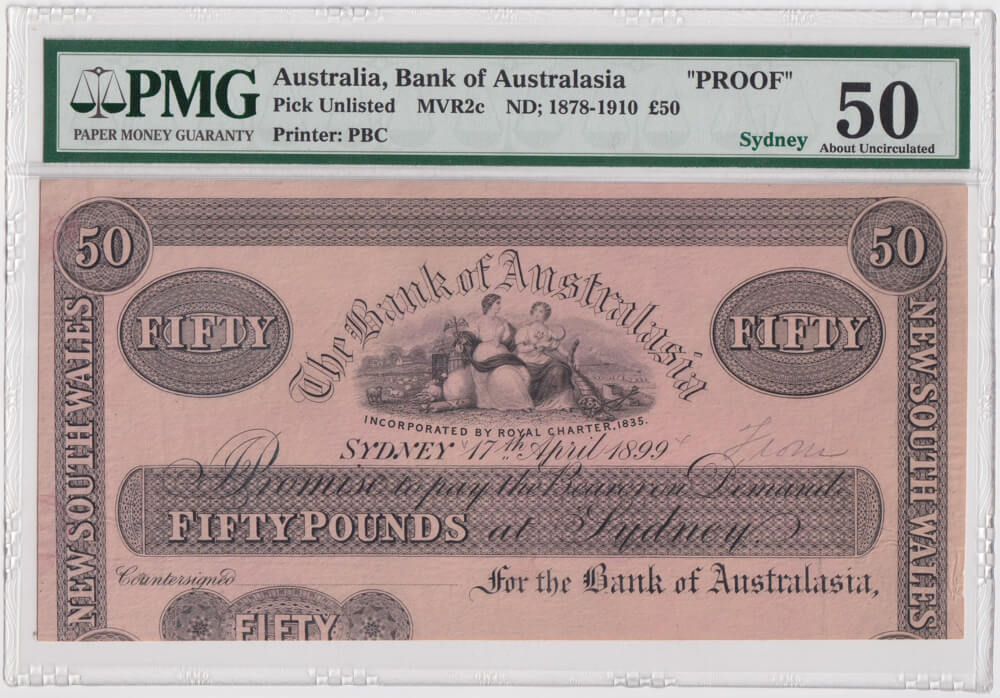 PMG
PAPER MONEY GUARANTY
Australia, Bank of Australasia "PROOF"
Pick Unlisted MVR2c ND; 1878-1910 £50
Printer: PBC
Sydney
50
About Uncirculated
50
50
FIFTY
FIFTY
The Bank of Australasia
INCORPORATED BY ROYAL CHARTER, 1835.
SYDNEY 17th April 1899
I Promise to pay the Bearer on Demand
FIFTY POUNDS at Sydney.
Countersigned
For the Bank of Australasia,
FIFTY
NEW SOUTH WALES
NEW SOUTH WALES